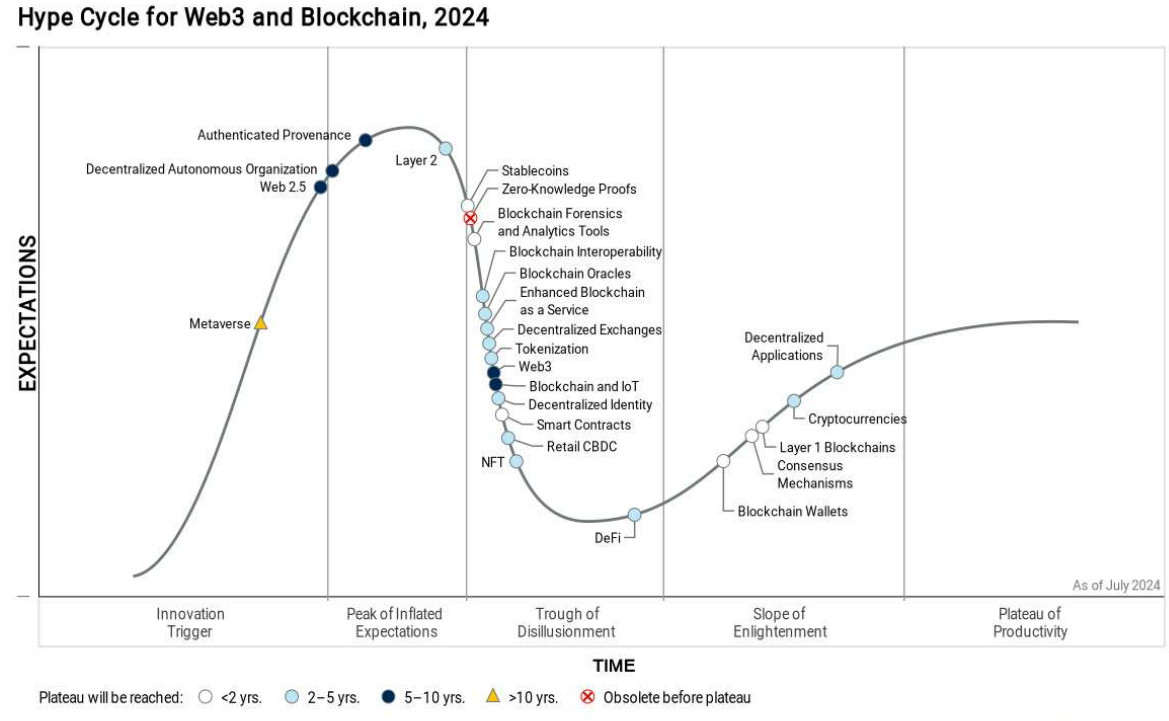 Hype Cycle for Web3 and Blockchain, 2024
EXPECTATIONS
Authenticated Provenance
Decentralized Autonomous Organization
Web 2.5
Metaverse
Layer 2
Stablecoins
Zero-Knowledge Proofs
Blockchain Forensics
and Analytics Tools
Blockchain Interoperability
Blockchain Oracles
Enhanced Blockchain
as a Service
Decentralized Exchanges
Tokenization
Web3
Blockchain and IoT
Decentralized Identity
Smart Contracts
Retail CBDC
NFT
DeFi
Decentralized
Applications
Cryptocurrencies
Layer 1 Blockchains
Consensus
Mechanisms
Blockchain Wallets
As of July 2024
Innovation
Trigger
Peak of Inflated
Expectations
Trough of
Disillusionment
Slope of
Enlightenment
Plateau of
Productivity
TIME
Plateau will be reached: <2 yrs. 2–5 yrs. 5–10 yrs. >10 yrs. Obsolete before plateau